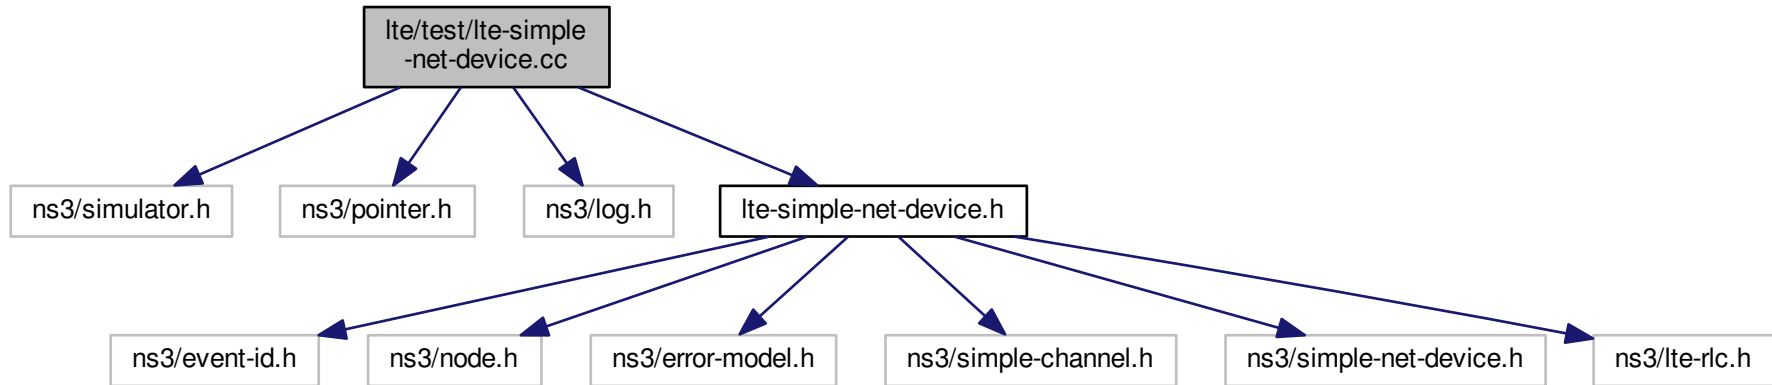 lte/test/lte-simple
-net-device.cc
ns3/simulator.h
ns3/pointer.h
ns3/log.h
lte-simple-net-device.h
ns3/event-id.h
ns3/node.h
ns3/error-model.h
ns3/simple-channel.h
ns3/simple-net-device.h
ns3/lte-rlc.h